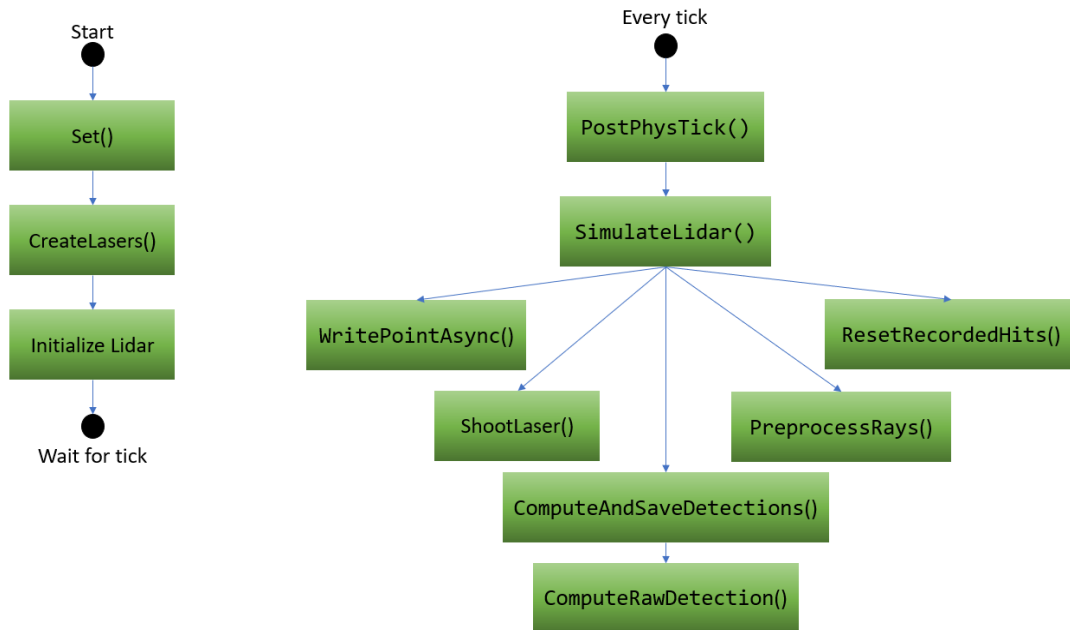 Start
Set()
CreateLasers()
Initialize Lidar
Wait for tick
Every tick
PostPhysTick()
SimulateLidar()
WritePointAsync()
ResetRecordedHits()
ShootLaser()
PreprocessRays()
ComputeAndSaveDetections()
ComputeRawDetection()